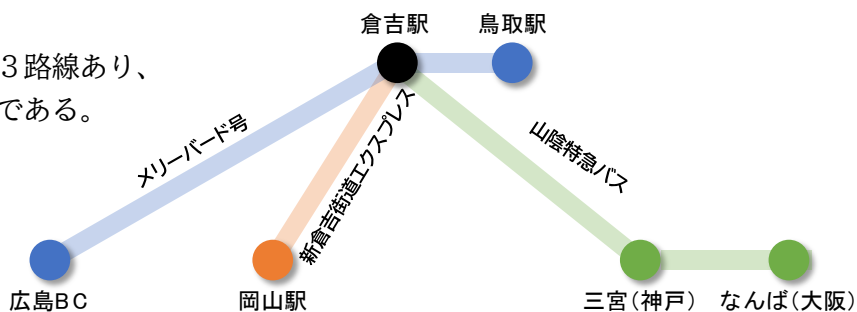 倉吉駅
鳥取駅
3路線あり、
である。
メリーバード号
新倉吉街道エクスプレス
山陰特急バス
広島BC
岡山駅
三宮(神戸)
なんば(大阪)